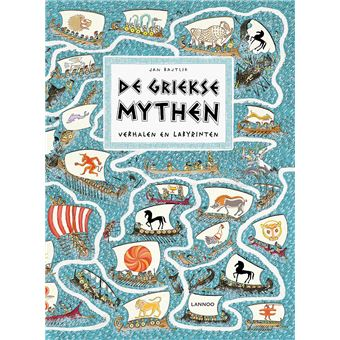 JAN BAJTLIK
DE GRIEKSE
MYTHEN
VERHALEN EN LABYRINTEN
LANNOO